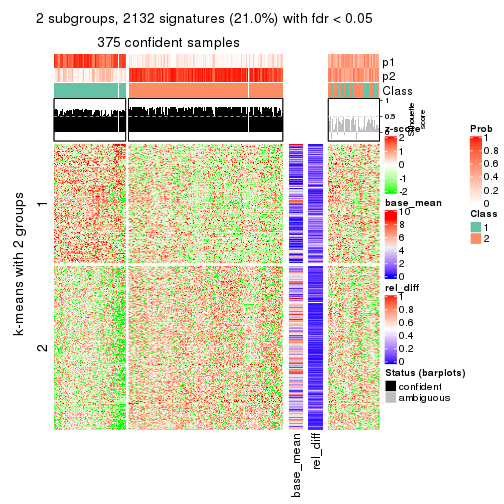 2 subgroups, 2132 signatures (21.0%) with fdr < 0.05
375 confident samples
p1
p2
Class
1
0.5
0
Silhouette
score
k-means with 2 groups
1
2
base_mean
rel_diff
z-score
2
1
0
-1
-2
base_mean
10
8
6
4
2
0
rel_diff
1
0.8
0.6
0.4
0.2
0
Status (barplots)
confident
ambiguous
Prob
1
0.8
0.6
0.4
0.2
0
Class
1
2